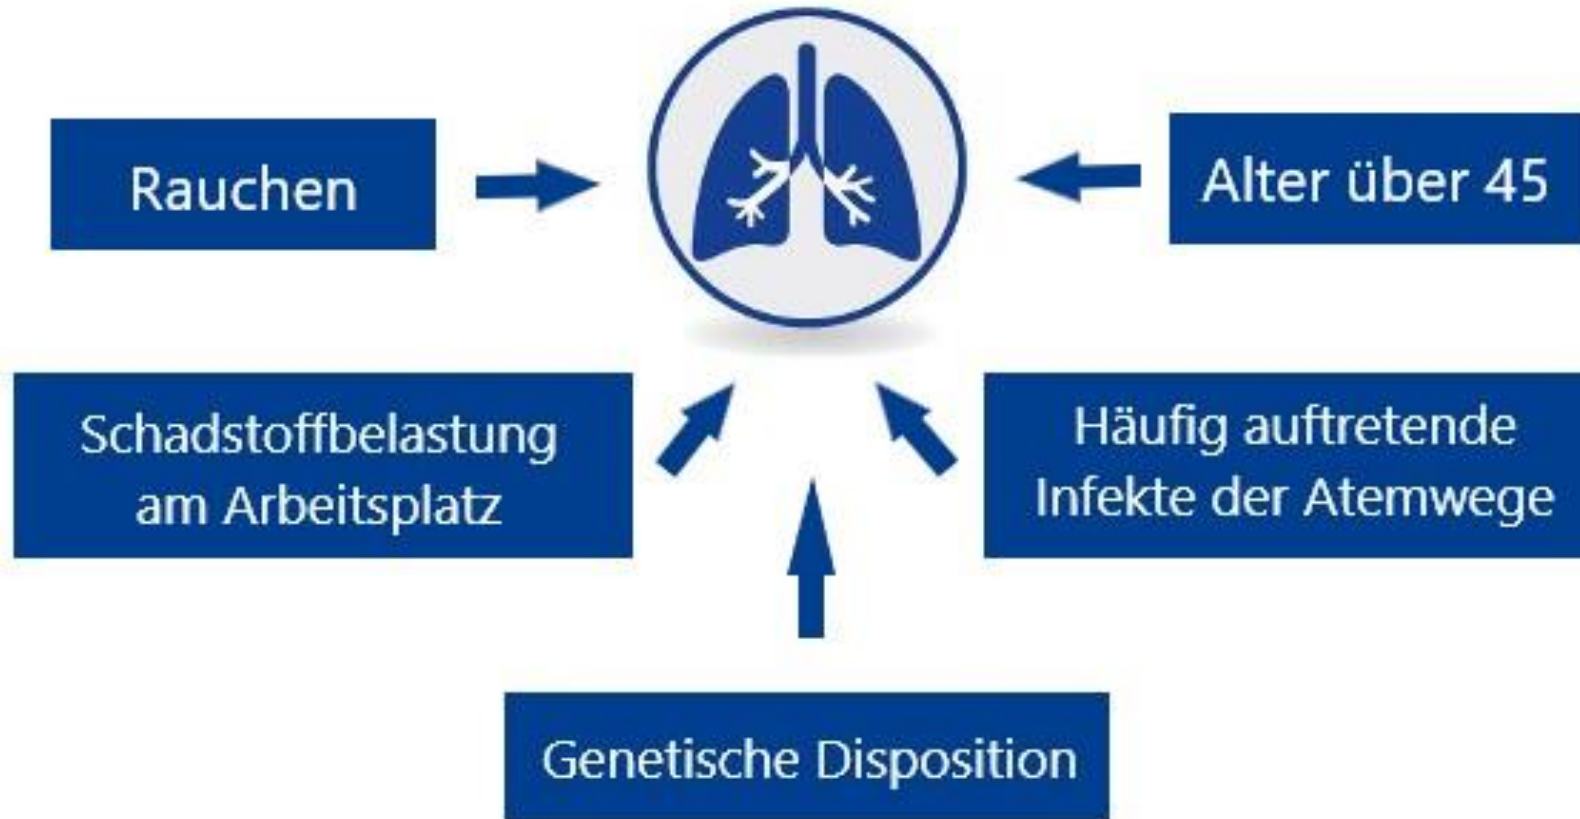 Rauchen
Alter über 45
Schadstoffbelastung
am Arbeitsplatz
Häufig auftretende
Infekte der Atemwege
Genetische Disposition